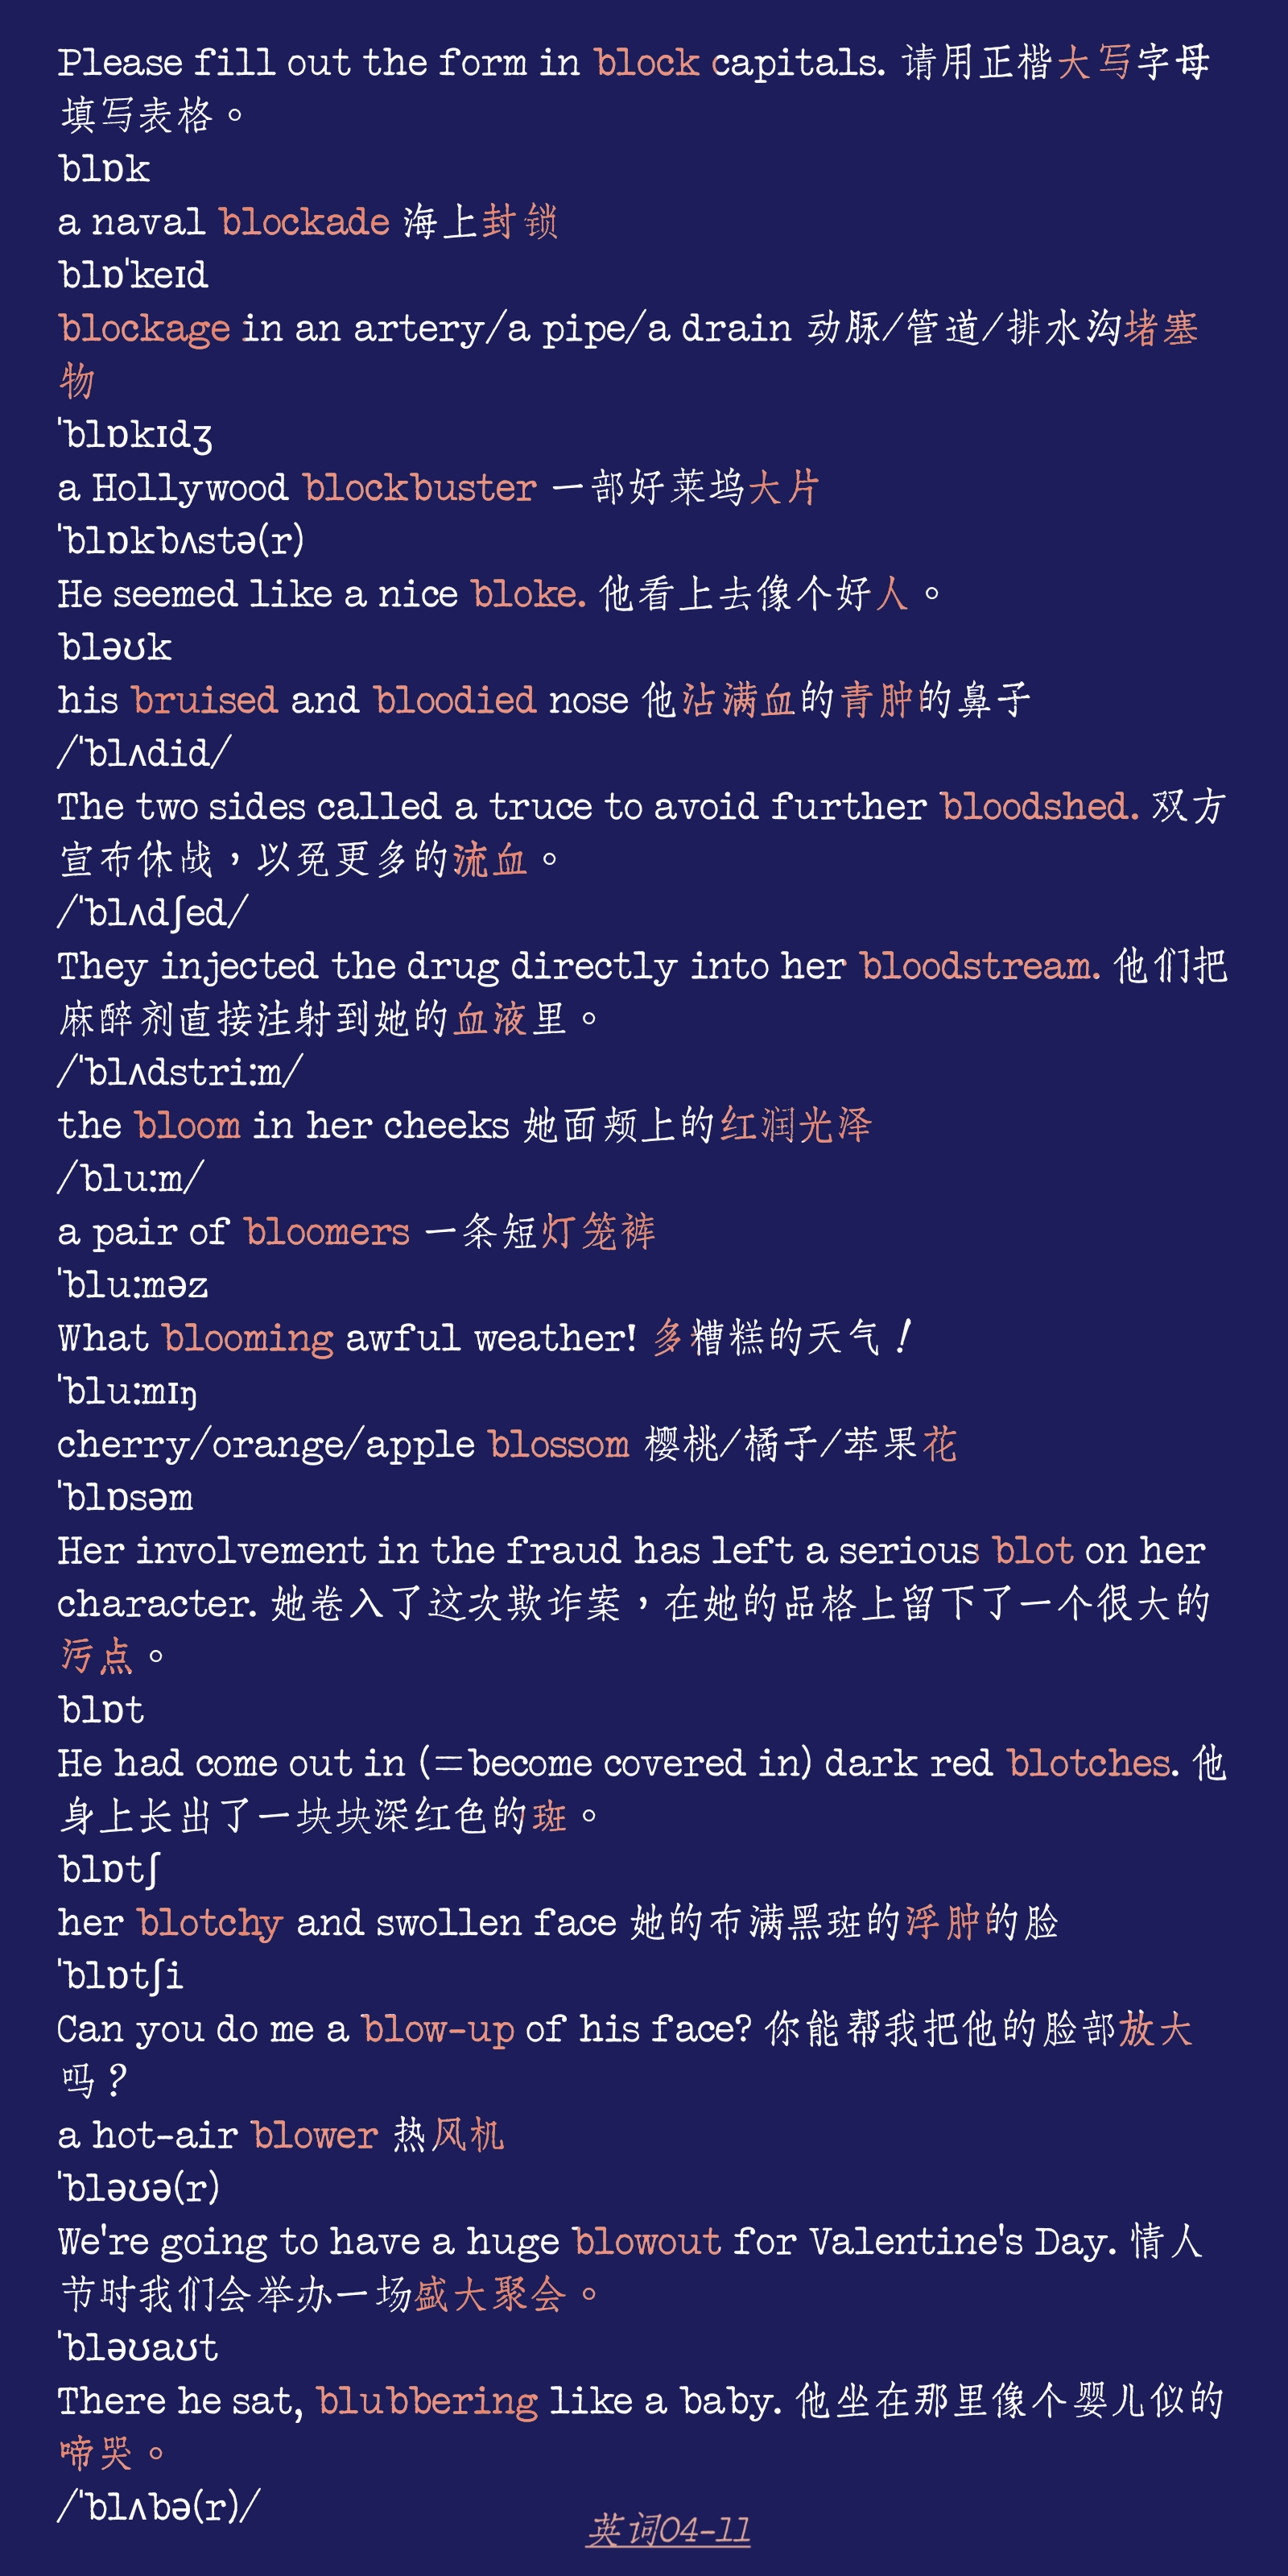 Please fill out the form in block capitals. 请用正楷大写字母
填写表格。
blɒk
a naval blockade 海上封锁
blɒˈkeɪd
blockage in an artery/a pipe/a drain 动脉/管道/排水沟堵塞
物
ˈblɒkɪdʒ
a Hollywood blockbuster 一部好莱坞大片
ˈblɒkbʌstə(r)
He seemed like a nice bloke. 他看上去像个好人。
bləʊk
his bruised and bloodied nose 他沾满血的青肿的鼻子
/ˈblʌdid/
The two sides called a truce to avoid further bloodshed. 双方
宣布休战，以免更多的流血。
/ˈblʌdʃed/
They injected the drug directly into her bloodstream. 他们把
麻醉剂直接注射到她的血液里。
/ˈblʌdstriːm/
the bloom in her cheeks 她面颊上的红润光泽
/bluːm/
a pair of bloomers 一条短灯笼裤
ˈbluːməz
What blooming awful weather! 多糟糕的天气！
ˈbluːmɪŋ
cherry/orange/apple blossom 樱桃/橘子/苹果花
ˈblɒsəm
Her involvement in the fraud has left a serious blot on her
character. 她卷入了这次欺诈案，在她的品格上留下了一个很大的
污点。
blɒt
He had come out in (=become covered in) dark red blotches. 他
身上长出了一块块深红色的斑。
blɒtʃ
her blotchy and swollen face 她的布满黑斑的浮肿的脸
ˈblɒtʃi
Can you do me a blow-up of his face? 你能帮我把他的脸部放大
吗？
a hot-air blower 热风机
ˈbləʊə(r)
We're going to have a huge blowout for Valentine's Day. 情人
节时我们会举办一场盛大聚会。
ˈbləʊaʊt
There he sat, blubbering like a baby. 他坐在那里像个婴儿似的
啼哭。
/ˈblʌbə(r)/
英词04-11